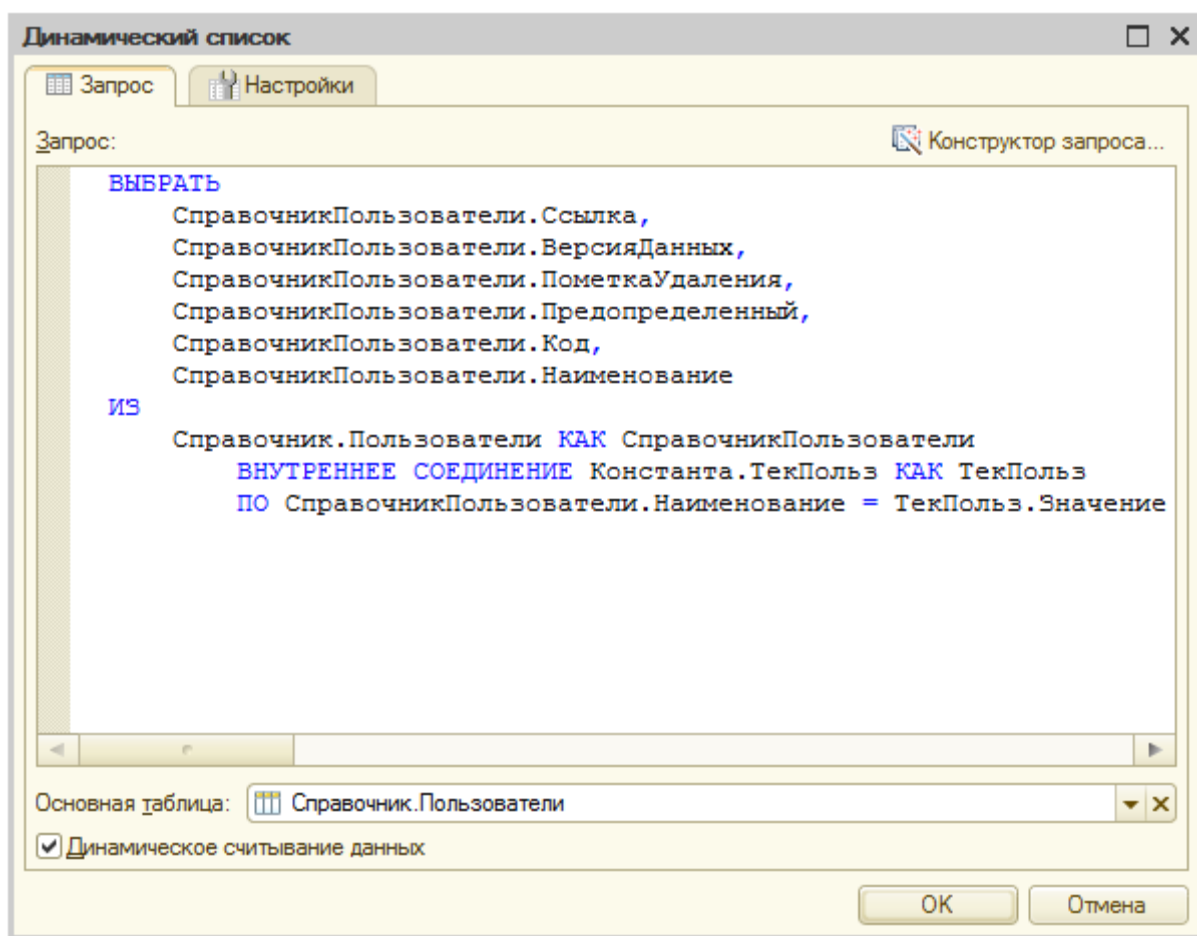 Динамический список
Запрос
Настройки
Запрос:
Конструктор запроса...
ВЫБРАТЬ
СправочникПользователи.Ссылка,
СправочникПользователи.ВерсияДанных,
СправочникПользователи.ПометкаУдаления,
СправочникПользователи.Предопределенный,
СправочникПользователи.Код,
СправочникПользователи.Наименование
ИЗ
Справочник.Пользователи КАК СправочникПользователи
ВНУТРЕННЕЕ СОЕДИНЕНИЕ Константа.ТекПольз КАК ТекПольз
ПО СправочникПользователи.Наименование = ТекПольз.Значение
Основная таблица:
Справочник.Пользователи
Динамическое считывание данных
ОК
Отмена